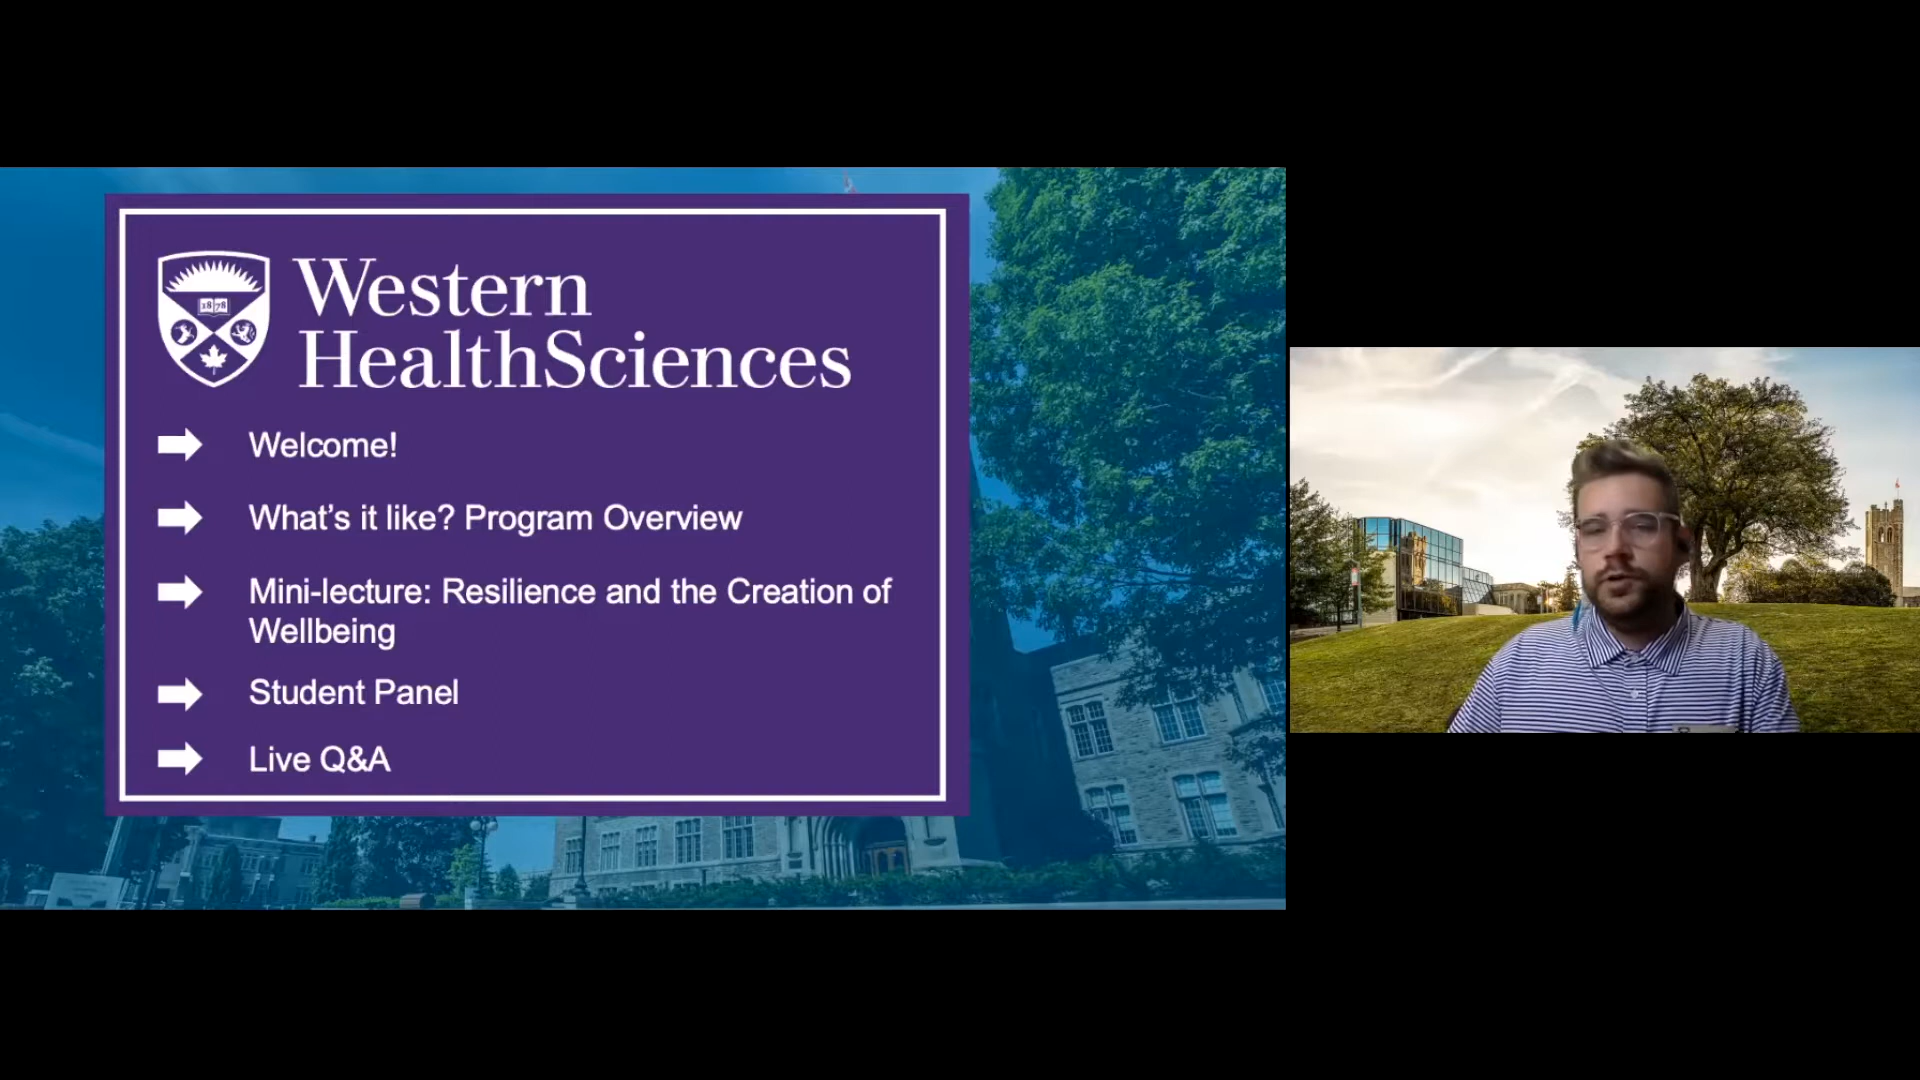 Western
HealthSciences
1878
Welcome!
What's it like? Program Overview
Mini-lecture: Resilience and the Creation of
Wellbeing
Student Panel
Live Q&A